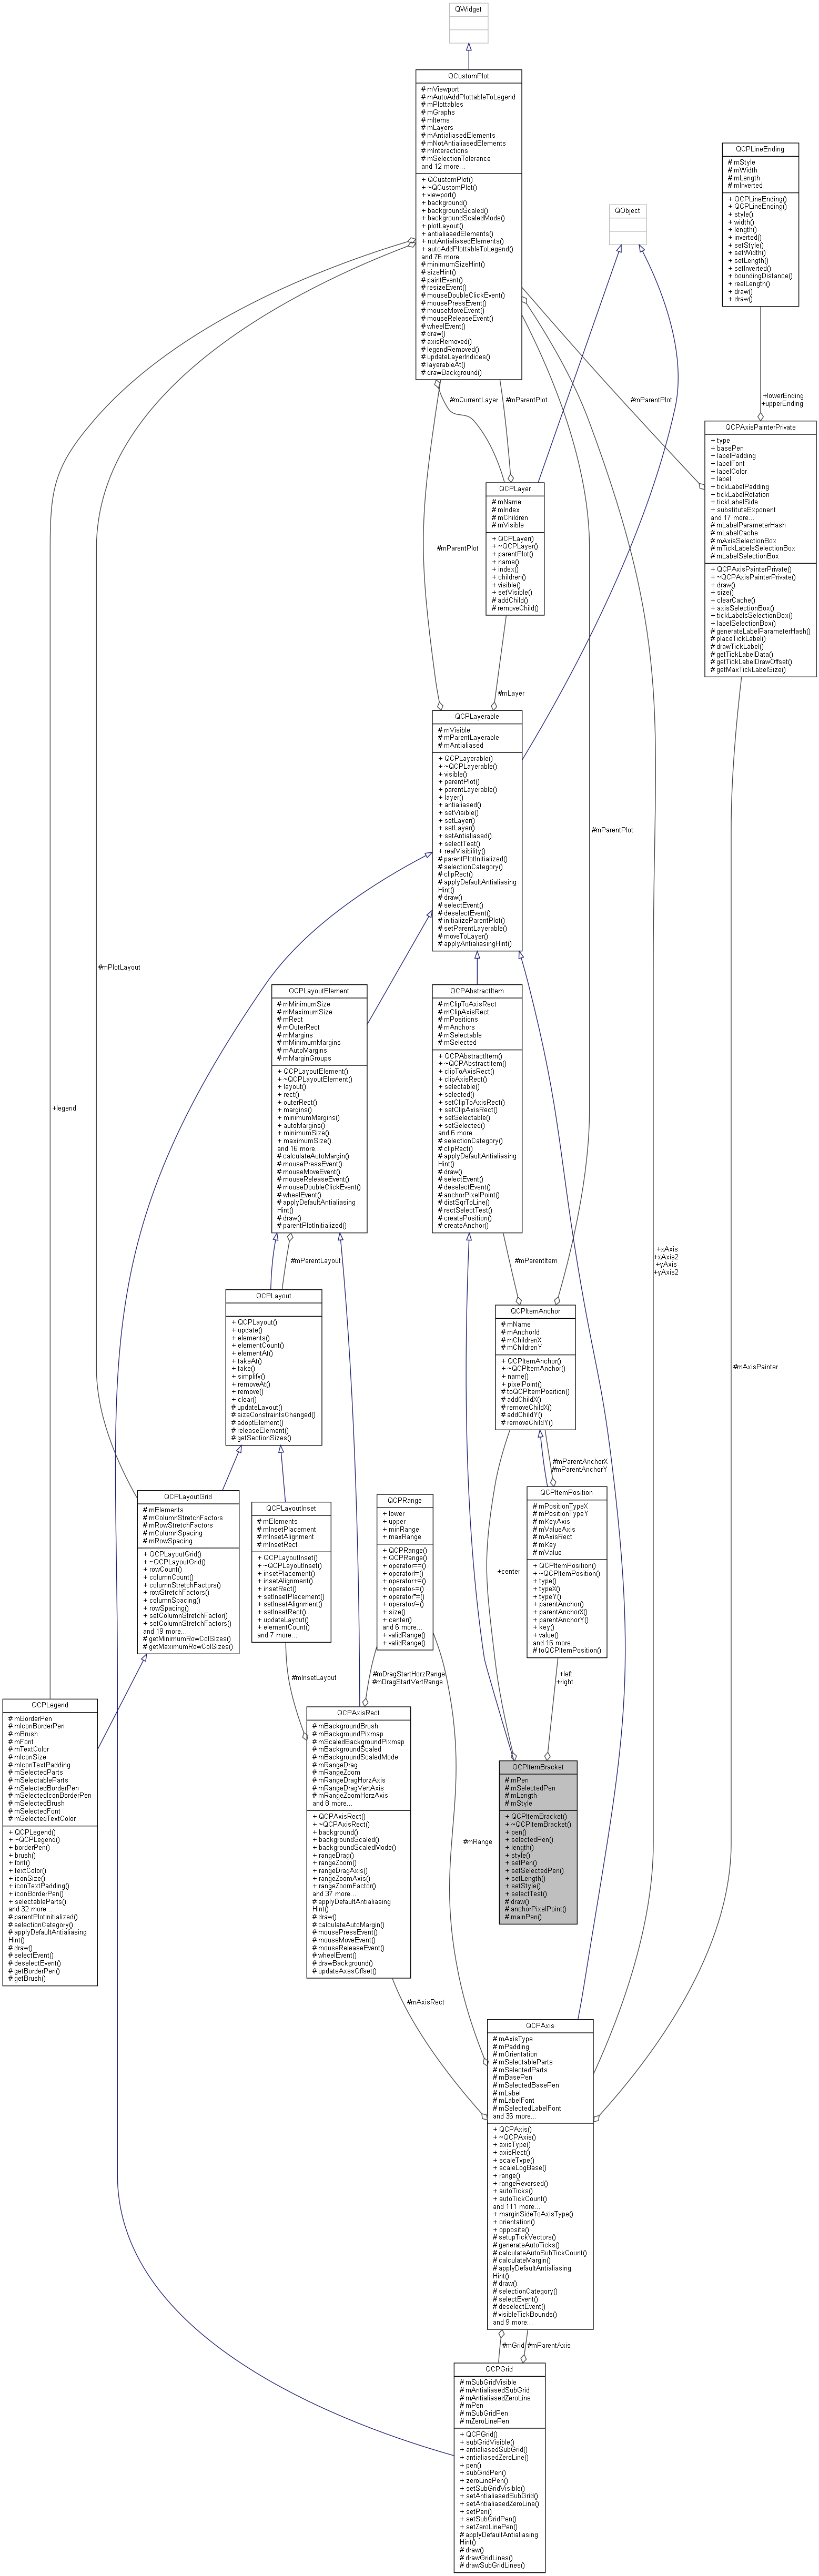 QWidget
QCustomPlot
# mViewport
# mAutoAddPlottableToLegend
# mPlottables
# mGraphs
# mItems
# mLayers
# mAntialiasedElements
# mNotAntialiasedElements
# mInteractions
# mSelectionTolerance
and 12 more...
+ QCustomPlot()
+ ~QCustomPlot()
+ viewport()
+ background()
+ backgroundScaled()
+ backgroundScaledMode()
+ plotLayout()
+ antialiasedElements()
+ notAntialiasedElements()
+ autoAddPlottableToLegend()
and 76 more...
# minimumSizeHint()
# sizeHint()
# paintEvent()
# resizeEvent()
# mouseDoubleClickEvent()
# mousePressEvent()
# mouseMoveEvent()
# mouseReleaseEvent()
# wheelEvent()
# draw()
# axisRemoved()
# legendRemoved()
# updateLayerIndices()
# layerableAt()
# drawBackground()
QCPLineEnding
# mStyle
# mWidth
# mLength
# mInverted
+ QCPLineEnding()
+ QCPLineEnding()
+ style()
+ width()
+ length()
+ inverted()
+ setStyle()
+ setWidth()
+ setLength()
+ setInverted()
+ boundingDistance()
+ realLength()
+ draw()
+ draw()
QObject
+lowerEnding
+upperEnding
#mCurrentLayer
#mParentPlot
#mParentPlot
QCPAxisPainterPrivate
+ type
+ basePen
+ labelPadding
+ labelFont
+ labelColor
+ label
+ tickLabelPadding
+ tickLabelRotation
+ tickLabelSide
+ substituteExponent
and 17 more...
# mLabelParameterHash
# mLabelCache
# mAxisSelectionBox
# mTickLabelsSelectionBox
# mLabelSelectionBox
+ QCPAxisPainterPrivate()
+ ~QCPAxisPainterPrivate()
+ draw()
+ size()
+ clearCache()
+ axisSelectionBox()
+ tickLabelsSelectionBox()
+ labelSelectionBox()
# generateLabelParameterHash()
# placeTickLabel()
# drawTickLabel()
# getTickLabelData()
# getTickLabelDrawOffset()
# getMaxTickLabelSize()
QCPLayer
# mName
# mIndex
# mChildren
# mVisible
+ QCPLayer()
+ ~QCPLayer()
+ parentPlot()
+ name()
+ index()
+ children()
+ visible()
+ setVisible()
# addChild()
# removeChild()
#mParentPlot
#mLayer
QCPLayerable
# mVisible
# mParentLayerable
# mAntialiased
+ QCPLayerable()
+ ~QCPLayerable()
+ visible()
+ parentPlot()
+ parentLayerable()
+ layer()
+ antialiased()
+ setVisible()
+ setLayer()
+ setLayer()
+ setAntialiased()
+ selectTest()
+ realVisibility()
# parentPlotInitialized()
# selectionCategory()
# clipRect()
# applyDefaultAntialiasing
Hint()
# draw()
# selectEvent()
# deselectEvent()
# initializeParentPlot()
# setParentLayerable()
# moveToLayer()
# applyAntialiasingHint()
#mParentPlot
#mPlotLayout
QCPLayoutElement
# mMinimumSize
# mMaximumSize
# mRect
# mOuterRect
# mMargins
# mMinimumMargins
# mAutoMargins
# mMarginGroups
+ QCPLayoutElement()
+ ~QCPLayoutElement()
+ layout()
+ rect()
+ outerRect()
+ margins()
+ minimumMargins()
+ autoMargins()
+ minimumSize()
+ maximumSize()
and 16 more...
# calculateAutoMargin()
# mousePressEvent()
# mouseMoveEvent()
# mouseReleaseEvent()
# mouseDoubleClickEvent()
# wheelEvent()
# applyDefaultAntialiasing
Hint()
# draw()
# parentPlotInitialized()
QCPAbstractItem
# mClipToAxisRect
# mClipAxisRect
# mPositions
# mAnchors
# mSelectable
# mSelected
+ QCPAbstractItem()
+ ~QCPAbstractItem()
+ clipToAxisRect()
+ clipAxisRect()
+ selectable()
+ selected()
+ setClipToAxisRect()
+ setClipAxisRect()
+ setSelectable()
+ setSelected()
and 6 more...
# selectionCategory()
# clipRect()
# applyDefaultAntialiasing
Hint()
# draw()
# selectEvent()
# deselectEvent()
# anchorPixelPoint()
# distSqrToLine()
# rectSelectTest()
# createPosition()
# createAnchor()
+legend
#mParentLayout
#mParentItem
+xAxis
+xAxis2
+yAxis
+yAxis2
QCPLayout
+ QCPLayout()
+ update()
+ elements()
+ elementCount()
+ elementAt()
+ takeAt()
+ take()
+ simplify()
+ removeAt()
+ remove()
+ clear()
# updateLayout()
# sizeConstraintsChanged()
# adoptElement()
# releaseElement()
# getSectionSizes()
QCPItemAnchor
# mName
# mAnchorId
# mChildrenX
# mChildrenY
+ QCPItemAnchor()
+ ~QCPItemAnchor()
+ name()
+ pixelPoint()
# toQCPItemPosition()
# addChildX()
# removeChildX()
# addChildY()
# removeChildY()
#mAxisPainter
#mParentAnchorX
#mParentAnchorY
QCPLayoutGrid
# mElements
# mColumnStretchFactors
# mRowStretchFactors
# mColumnSpacing
# mRowSpacing
+ QCPLayoutGrid()
+ ~QCPLayoutGrid()
+ rowCount()
+ columnCount()
+ columnStretchFactors()
+ rowStretchFactors()
+ columnSpacing()
+ rowSpacing()
+ setColumnStretchFactor()
+ setColumnStretchFactors()
and 19 more...
# getMinimumRowColSizes()
# getMaximumRowColSizes()
QCPLayoutInset
# mElements
# mInsetPlacement
# mInsetAlignment
# mInsetRect
+ QCPLayoutInset()
+ ~QCPLayoutInset()
+ insetPlacement()
+ insetAlignment()
+ insetRect()
+ setInsetPlacement()
+ setInsetAlignment()
+ setInsetRect()
+ updateLayout()
+ elementCount()
and 7 more...
QCPRange
+ lower
+ upper
+ minRange
+ maxRange
+ QCPRange()
+ QCPRange()
+ operator==()
+ operator!=()
+ operator+=()
+ operator-=()
+ operator*=()
+ operator/=()
+ size()
+ center()
and 6 more...
+ validRange()
+ validRange()
+center
QCPItemPosition
# mPositionTypeX
# mPositionTypeY
# mKeyAxis
# mValueAxis
# mAxisRect
# mKey
# mValue
+ QCPItemPosition()
+ ~QCPItemPosition()
+ type()
+ typeX()
+ typeY()
+ parentAnchor()
+ parentAnchorX()
+ parentAnchorY()
+ key()
+ value()
and 16 more...
# toQCPItemPosition()
#mInsetLayout
#mDragStartHorzRange
#mDragStartVertRange
+left
+right
QCPLegend
# mBorderPen
# mIconBorderPen
# mBrush
# mFont
# mTextColor
# mIconSize
# mIconTextPadding
# mSelectedParts
# mSelectableParts
# mSelectedBorderPen
# mSelectedIconBorderPen
# mSelectedBrush
# mSelectedFont
# mSelectedTextColor
+ QCPLegend()
+ ~QCPLegend()
+ borderPen()
+ brush()
+ font()
+ textColor()
+ iconSize()
+ iconTextPadding()
+ iconBorderPen()
+ selectableParts()
and 32 more...
# parentPlotInitialized()
# selectionCategory()
# applyDefaultAntialiasing
Hint()
# draw()
# selectEvent()
# deselectEvent()
# getBorderPen()
# getBrush()
QCPAxisRect
# mBackgroundBrush
# mBackgroundPixmap
# mScaledBackgroundPixmap
# mBackgroundScaled
# mBackgroundScaledMode
# mRangeDrag
# mRangeZoom
# mRangeDragHorzAxis
# mRangeDragVertAxis
# mRangeZoomHorzAxis
and 8 more...
+ QCPAxisRect()
+ ~QCPAxisRect()
+ background()
+ backgroundScaled()
+ backgroundScaledMode()
+ rangeDrag()
+ rangeZoom()
+ rangeDragAxis()
+ rangeZoomAxis()
+ rangeZoomFactor()
and 37 more...
# applyDefaultAntialiasing
Hint()
# draw()
# calculateAutoMargin()
# mousePressEvent()
# mouseMoveEvent()
# mouseReleaseEvent()
# wheelEvent()
# drawBackground()
# updateAxesOffset()
QCPItemBracket
# mPen
# mSelectedPen
# mLength
# mStyle
+ QCPItemBracket()
+ ~QCPItemBracket()
+ pen()
+ selectedPen()
+ length()
+ style()
+ setPen()
+ setSelectedPen()
+ setLength()
+ setStyle()
+ selectTest()
# draw()
# anchorPixelPoint()
# mainPen()
#mRange
#mAxisRect
QCPAxis
# mAxisType
# mPadding
# mOrientation
# mSelectableParts
# mSelectedParts
# mBasePen
# mSelectedBasePen
# mLabel
# mLabelFont
# mSelectedLabelFont
and 36 more...
+ QCPAxis()
+ ~QCPAxis()
+ axisType()
+ axisRect()
+ scaleType()
+ scaleLogBase()
+ range()
+ rangeReversed()
+ autoTicks()
+ autoTickCount()
and 111 more...
+ marginSideToAxisType()
+ orientation()
+ opposite()
# setupTickVectors()
# generateAutoTicks()
# calculateAutoSubTickCount()
# calculateMargin()
# applyDefaultAntialiasing
Hint()
# draw()
# selectionCategory()
# selectEvent()
# deselectEvent()
# visibleTickBounds()
and 9 more...
#mGrid
#mParentAxis
QCPGrid
# mSubGridVisible
# mAntialiasedSubGrid
# mAntialiasedZeroLine
# mPen
# mSubGridPen
# mZeroLinePen
+ QCPGrid()
+ subGridVisible()
+ antialiasedSubGrid()
+ antialiasedZeroLine()
+ pen()
+ subGridPen()
+ zeroLinePen()
+ setSubGridVisible()
+ setAntialiasedSubGrid()
+ setAntialiasedZeroLine()
+ setPen()
+ setSubGridPen()
+ setZeroLinePen()
# applyDefaultAntialiasing
Hint()
# draw()
# drawGridLines()
# drawSubGridLines()